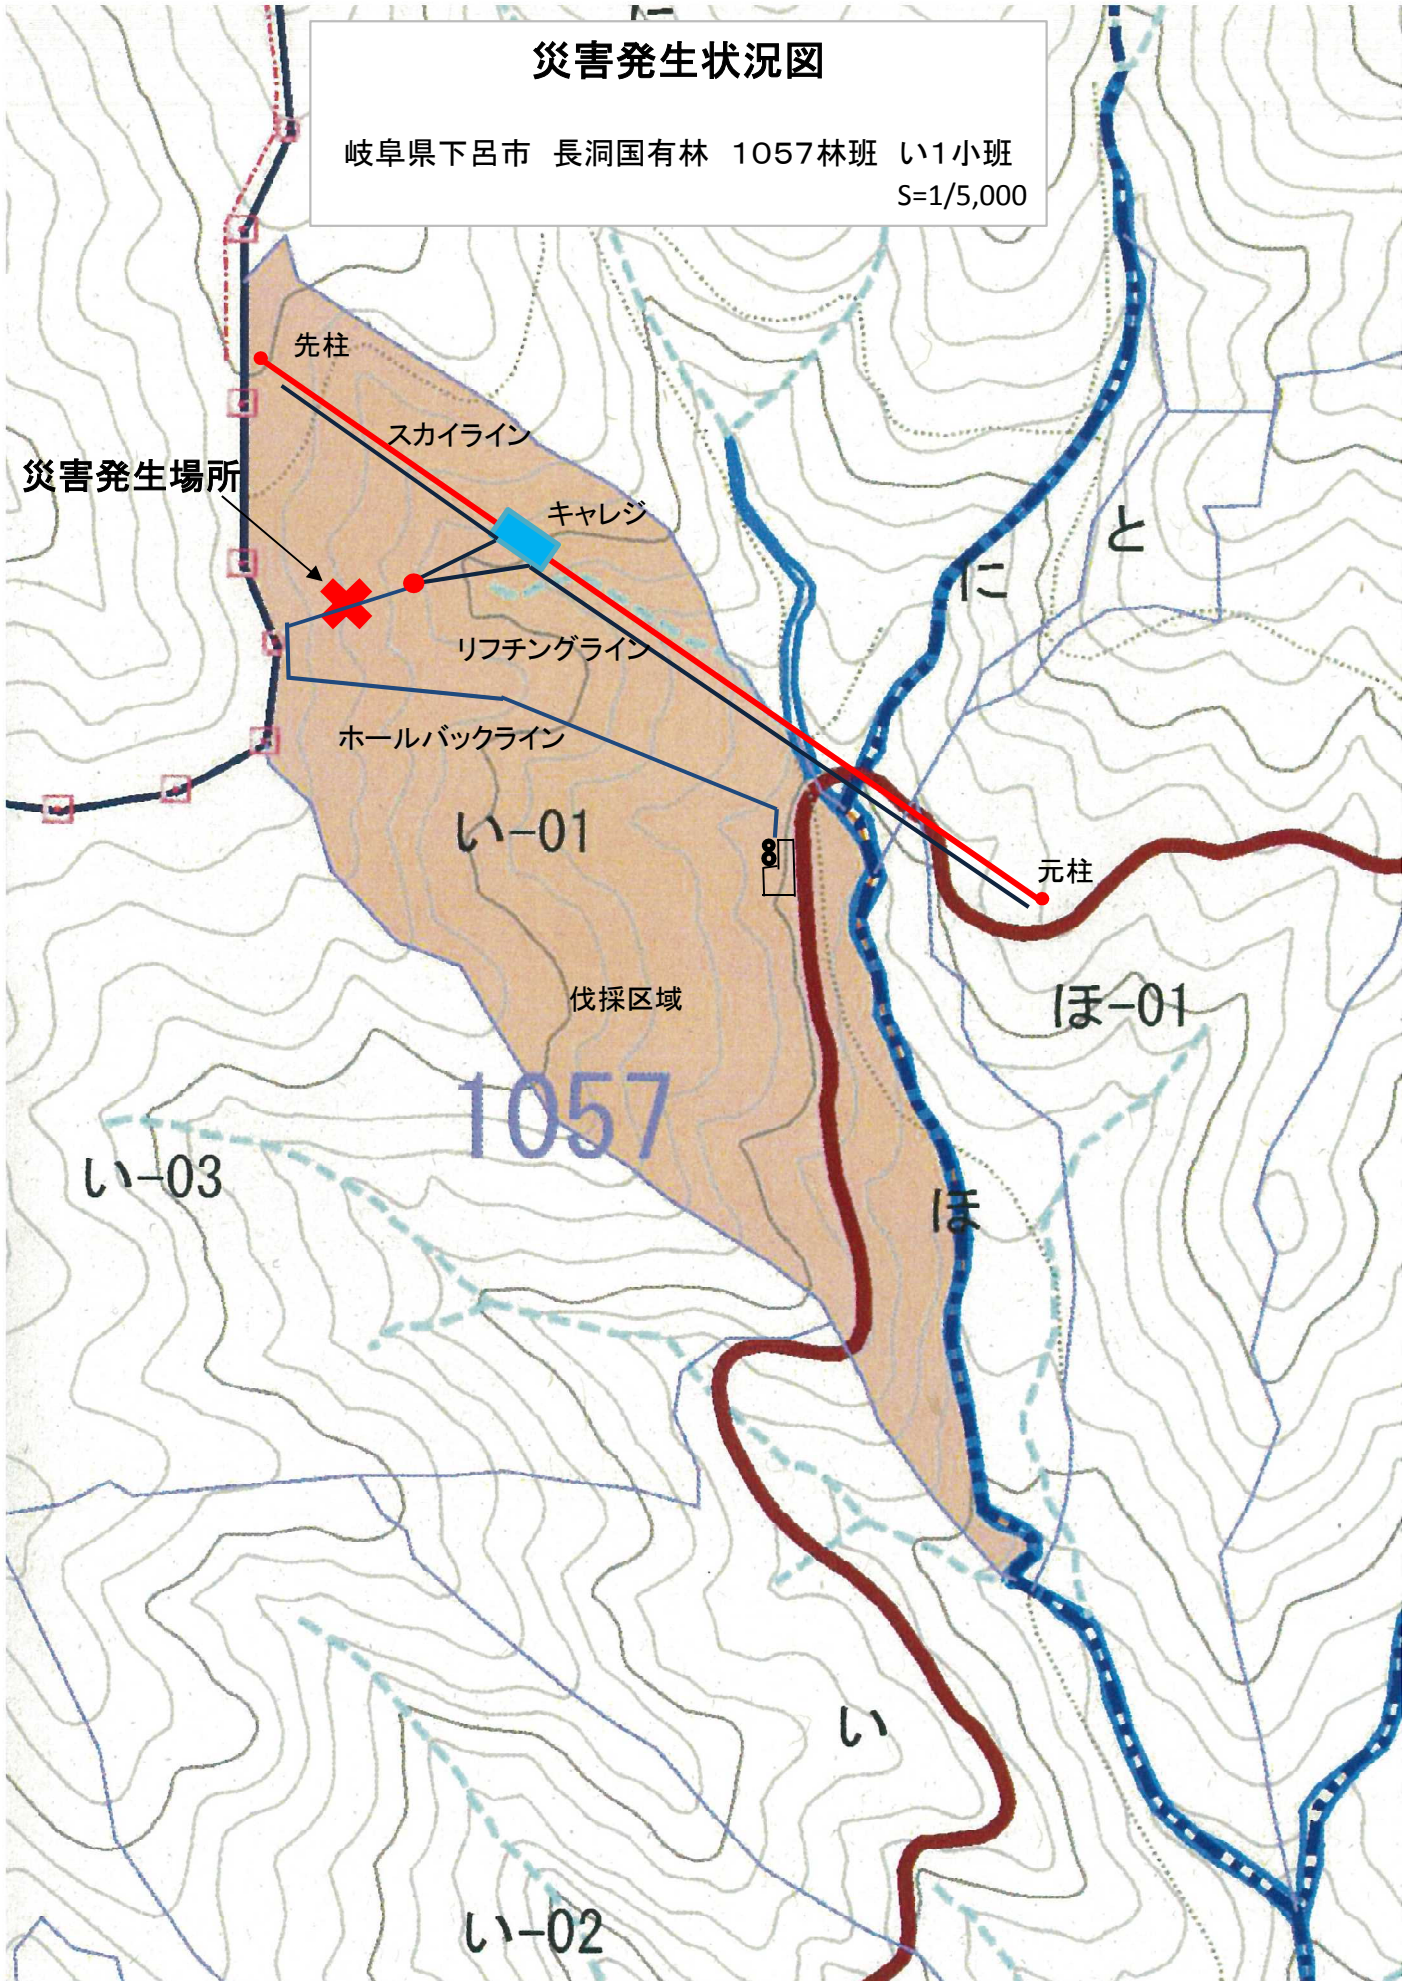 災害発生状況図
岐阜県下呂市　長洞国有林　1057林班　い1小班
S=1/5,000
先柱
スカイライン
災害発生場所
キャレジ
と
に
リフチングライン
ホールバックライン
い-01
元柱
伐採区域
ほ-01
1057
い-03
ほ
い
い-02